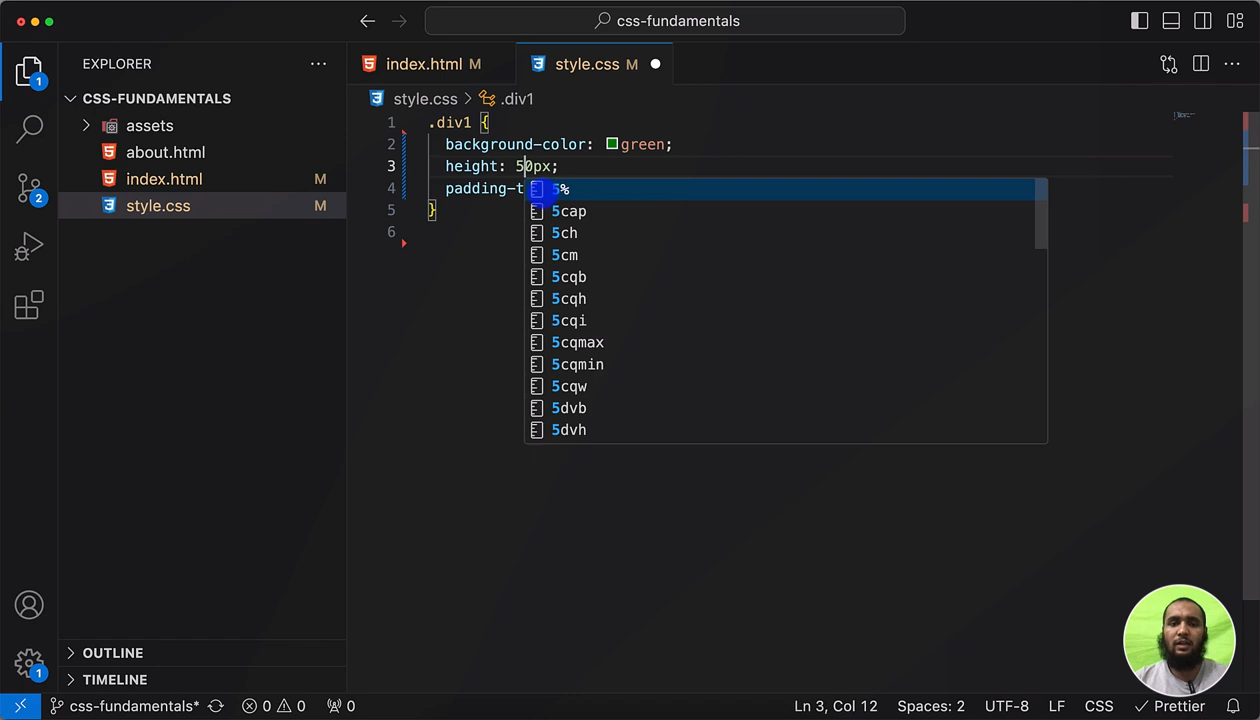 css-fundamentals
EXPLORER
index.html M
style.css M
CSS-FUNDAMENTALS
style.css > .div1
assets
about.html
index.html M
style.css M
1 .div1 {
2 background-color: green;
3 height: 50px;
4 padding-t
5 }
6
5%
5cap
5ch
5cm
5cqb
5cqh
5cqi
5cqmax
5cqmin
5cqw
5dvb
5dvh
1
2
1
OUTLINE
TIMELINE
css-fundamentals* 0 0 0 Ln 3, Col 12 Spaces: 2 UTF-8 LF CSS Prettier